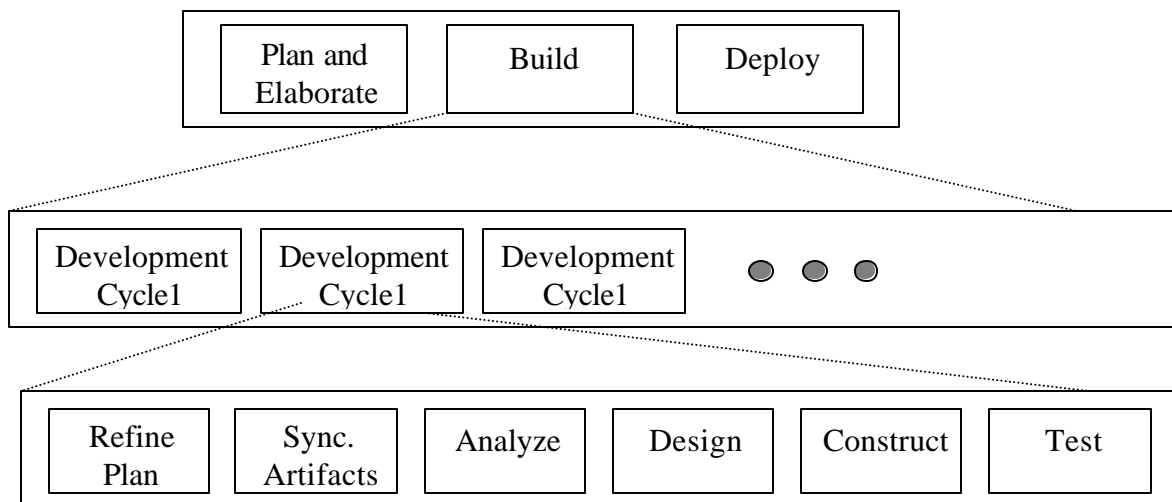 Plan and
Elaborate
Build
Deploy
Development
Cycle1
Development
Cycle1
Development
Cycle1
Refine
Plan
Sync.
Artifacts
Analyze
Design
Construct
Test